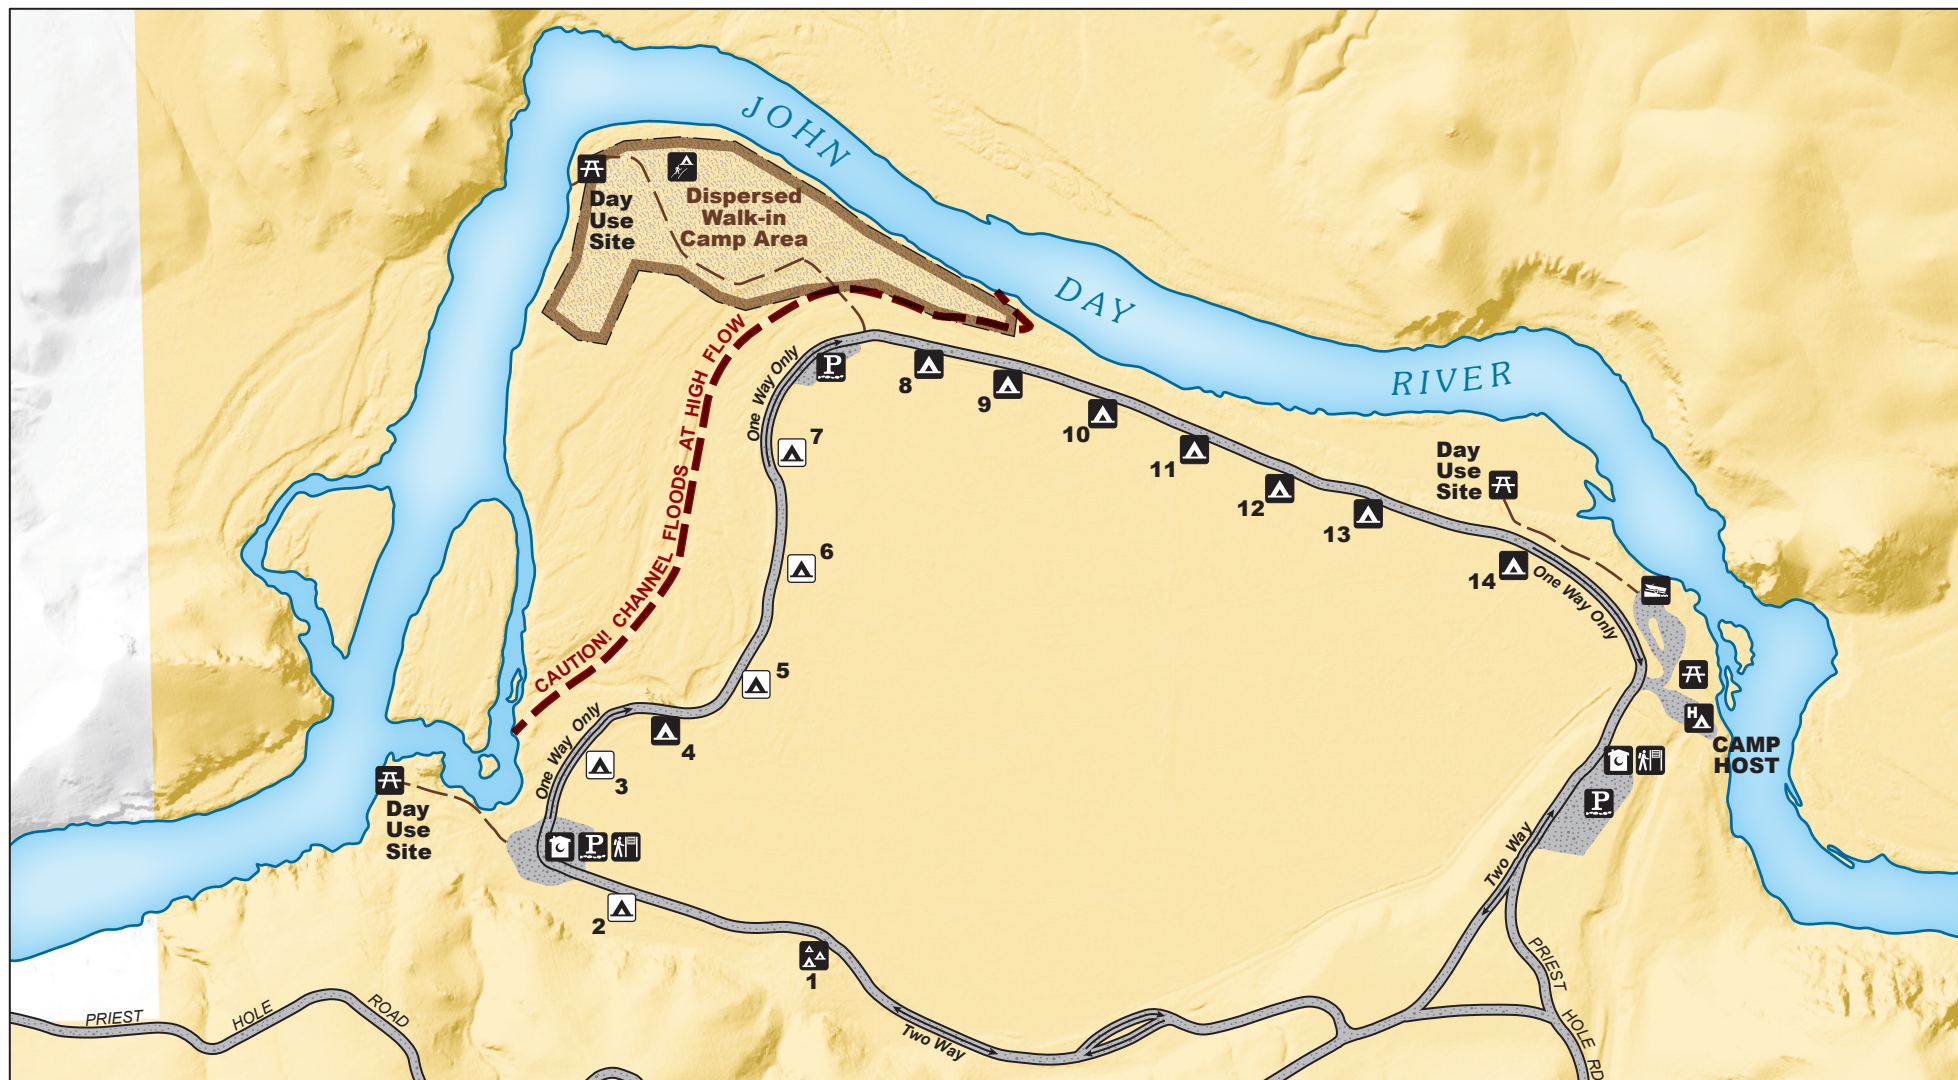 JOHN
DAY
RIVER
Day
Use
Site
Dispersed
Walk-in
Camp Area
CAUTION! CHANNEL FLOODS AT HIGH FLOW
One Way Only
P
8
9
10
11
12
13
14
7
6
5
4
3
2
1
Day
Use
Site
One Way Only
H
CAMP
HOST
P
Two Way
One Way Only
Day
Use
Site
P
Two Way
PRIEST HOLE ROAD
PRIEST HOLE RD